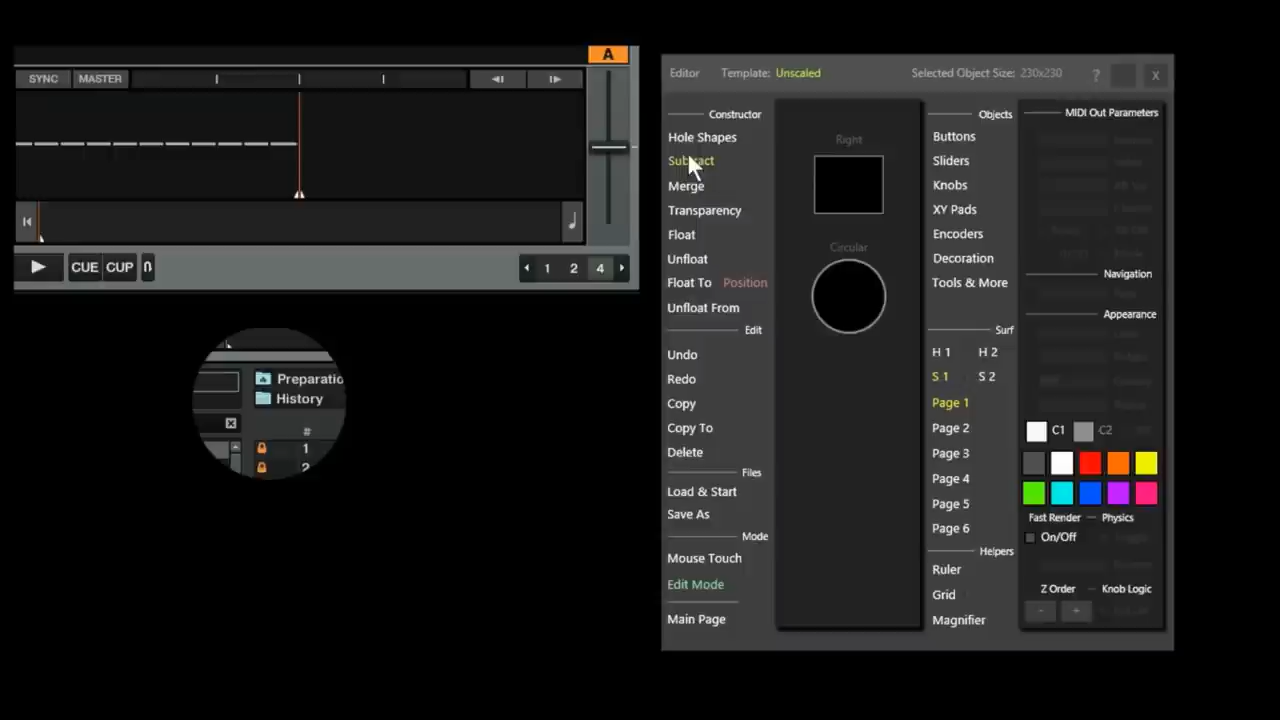 A
SYNC MASTER
CUE CUP
1 2 4
Preparatio
History
#
1
2
Editor Template: Unscaled Selected Object Size: 230x230 ? X
Constructor
Hole Shapes
Subtract
Merge
Transparency
Float
Unfloat
Float To Position
Unfloat From
Edit
Undo
Redo
Copy
Copy To
Delete
Files
Load & Start
Save As
Mode
Mouse Touch
Edit Mode
Main Page
Right
Circular
Objects
Buttons
Sliders
Knobs
XY Pads
Encoders
Decoration
Tools & More
Surf
H 1 H 2
S 1 S 2
Page 1
Page 2
Page 3
Page 4
Page 5
Page 6
Helpers
Ruler
Grid
Magnifier
MIDI Out Parameters
Navigation
Appearance
C1 C2
Fast Render Physics
On/Off
Z Order Knob Logic
- +